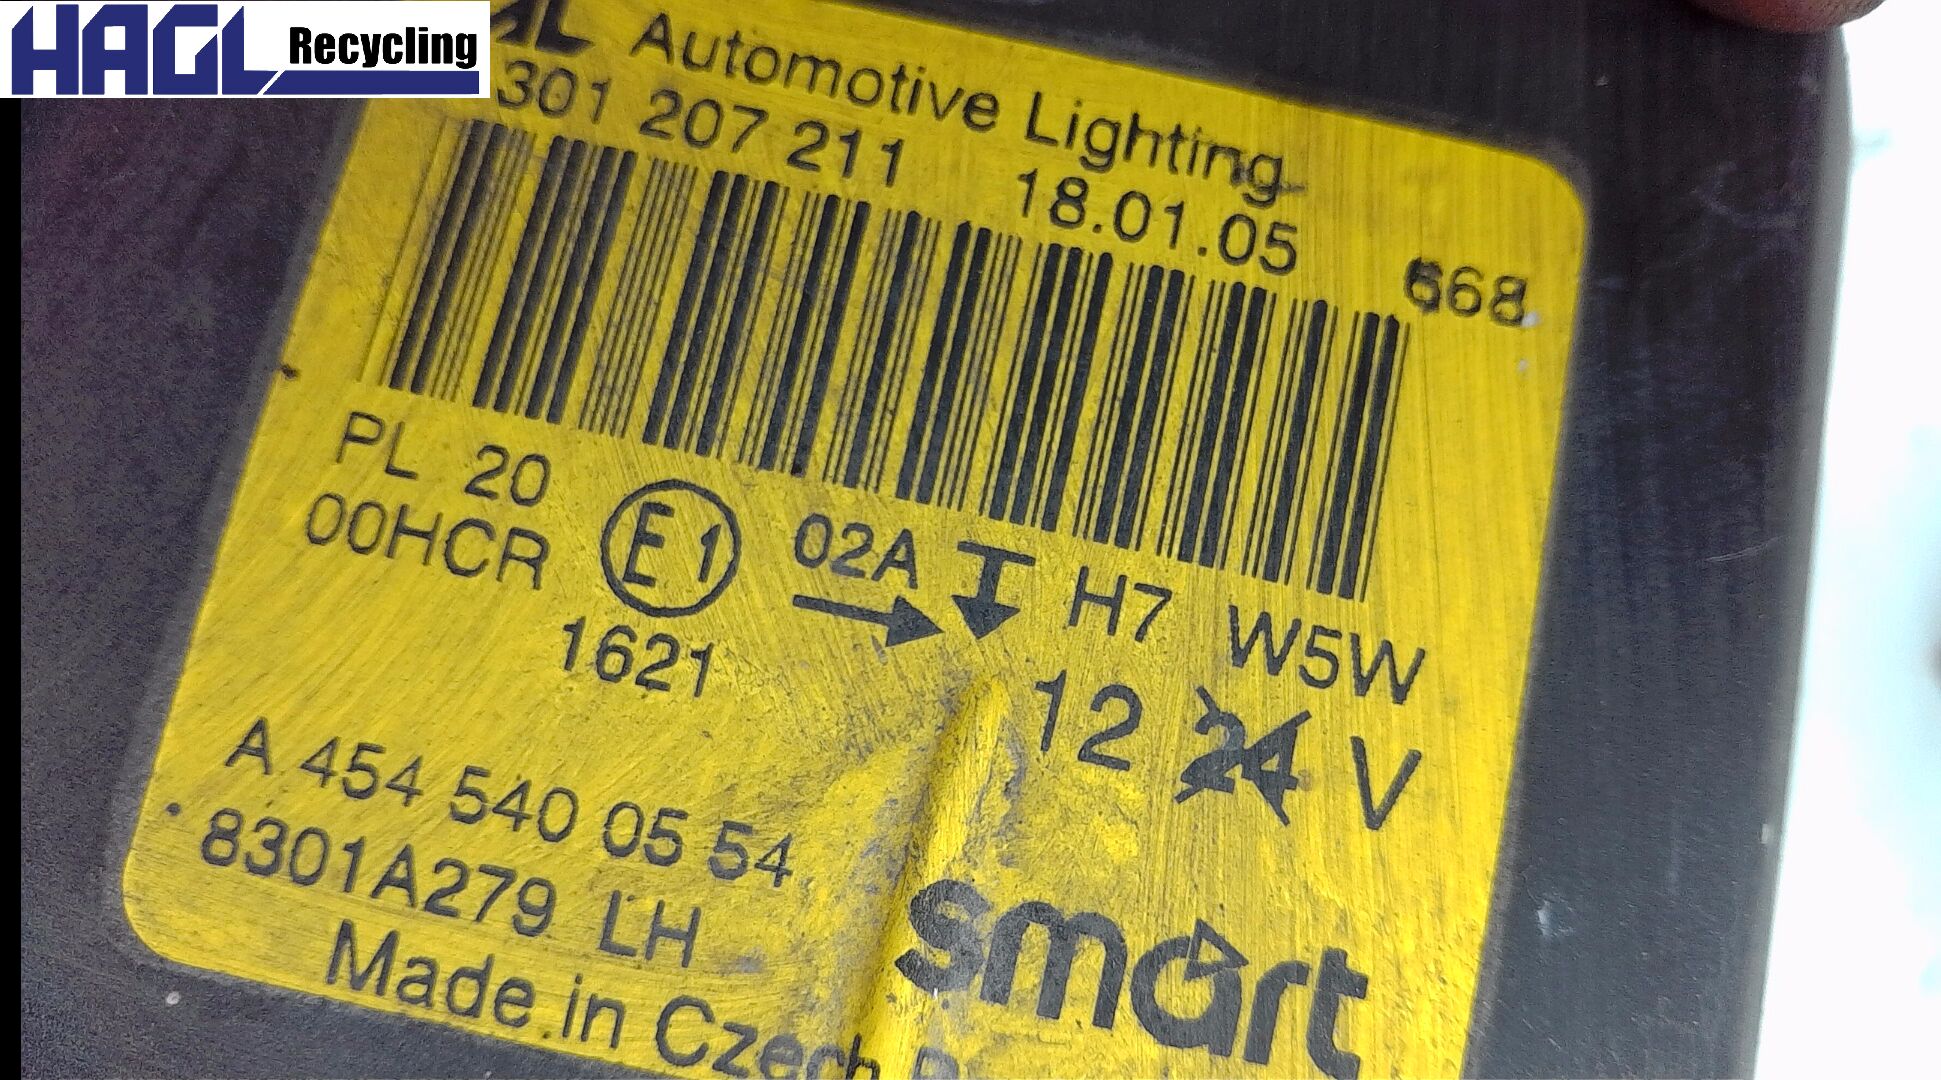 HAGL Recycling
AL Automotive Lighting
301 207 211 18.01.05 668
PL 20
00HCR E1 02A H7 W5W
1621
12 24 V
A 454 540 05 54
8301A279 LH
smart
Made in Czech